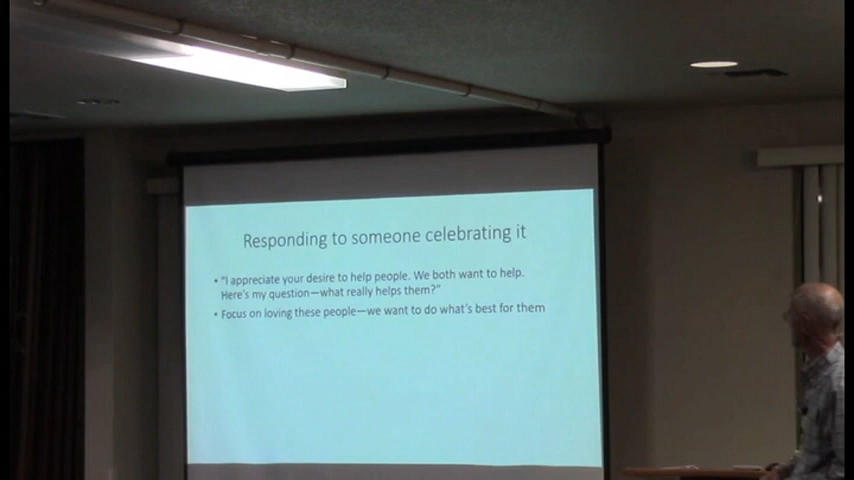 Responding to someone celebrating it
• "I appreciate your desire to help people. We both want to help.
Here's my question—what really helps them?"
• Focus on loving these people—we want to do what's best for them